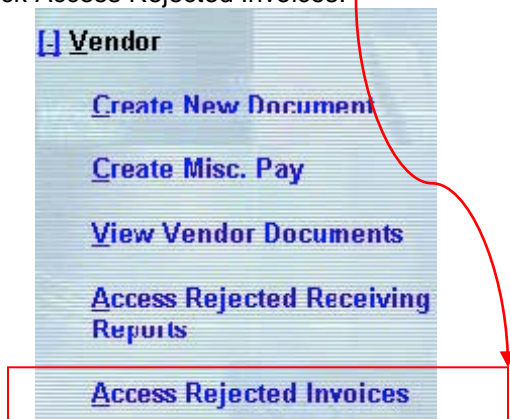 ck Access Rejected Invoices.
[-] Vendor
Create New Document
Create Misc. Pay
View Vendor Documents
Access Rejected Receiving
Reports
Access Rejected Invoices